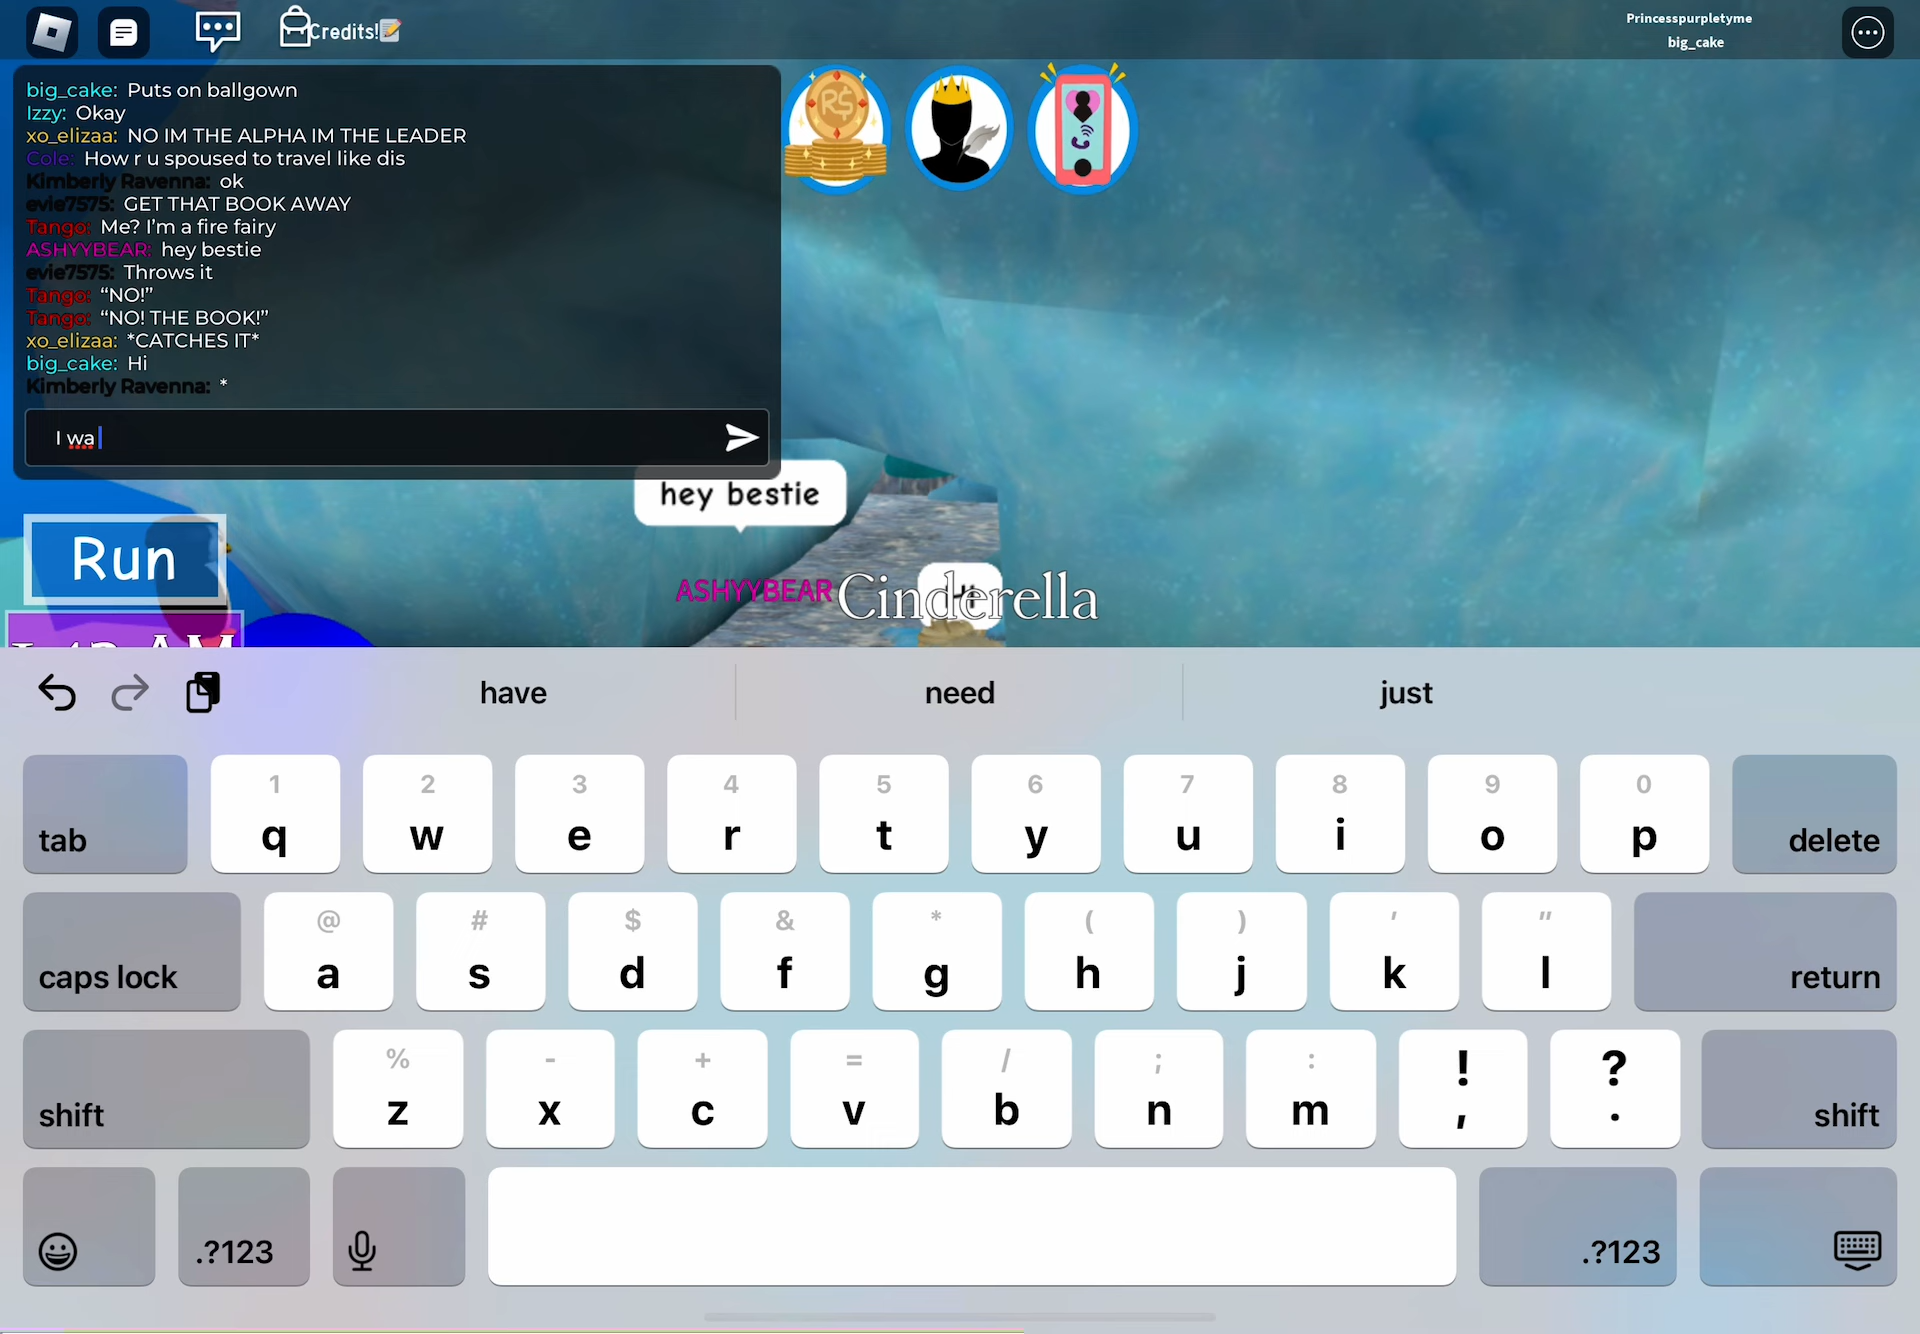 Credits!📝
Princesspurpletyme
big_cake
big_cake: Puts on ballgown
Izzy: Okay
xo_elizaa: NO IM THE ALPHA IM THE LEADER
Cole: How r u spoused to travel like dis
Kimberly Ravenna: ok
evie7575: GET THAT BOOK AWAY
Tango: Me? I'm a fire fairy
ASHYYBEAR: hey bestie
evie7575: Throws it
Tango: “NO!”
Tango: “NO! THE BOOK!”
xo_elizaa: *CATCHES IT*
big_cake: Hi
Kimberly Ravenna: *
I wa
R$
hey bestie
Run
ASHYYBEAR
Cinderella
AM
have need just
tab 1 q 2 w 3 e 4 r 5 t 6 y 7 u 8 i 9 o 0 p delete
caps lock @ a # s $ d & f * g ( h ) j ' k " l return
shift % z - x + c = v / b ; n : m ! , ? . shift
.?123 .?123